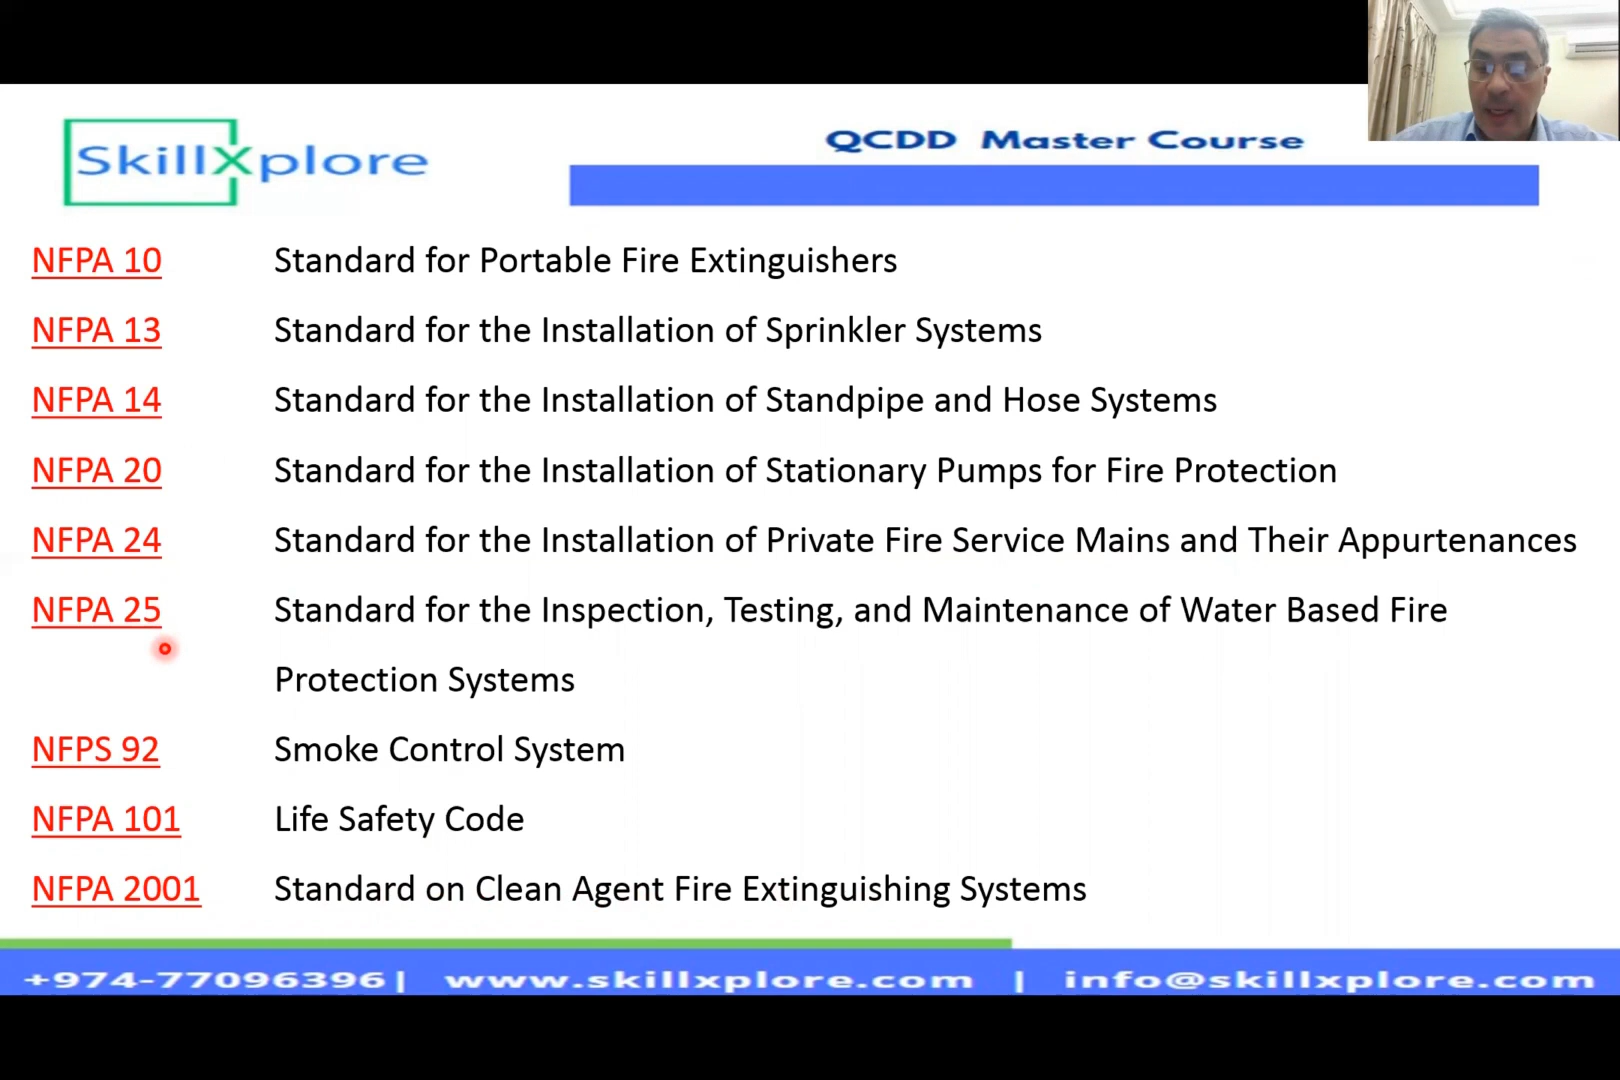 SkillXplore
QCDD Master Course
NFPA 10 Standard for Portable Fire Extinguishers
NFPA 13 Standard for the Installation of Sprinkler Systems
NFPA 14 Standard for the Installation of Standpipe and Hose Systems
NFPA 20 Standard for the Installation of Stationary Pumps for Fire Protection
NFPA 24 Standard for the Installation of Private Fire Service Mains and Their Appurtenances
NFPA 25 Standard for the Inspection, Testing, and Maintenance of Water Based Fire
Protection Systems
NFPS 92 Smoke Control System
NFPA 101 Life Safety Code
NFPA 2001 Standard on Clean Agent Fire Extinguishing Systems
+974-77096396| www.skillxplore.com | info@skillxplore.com